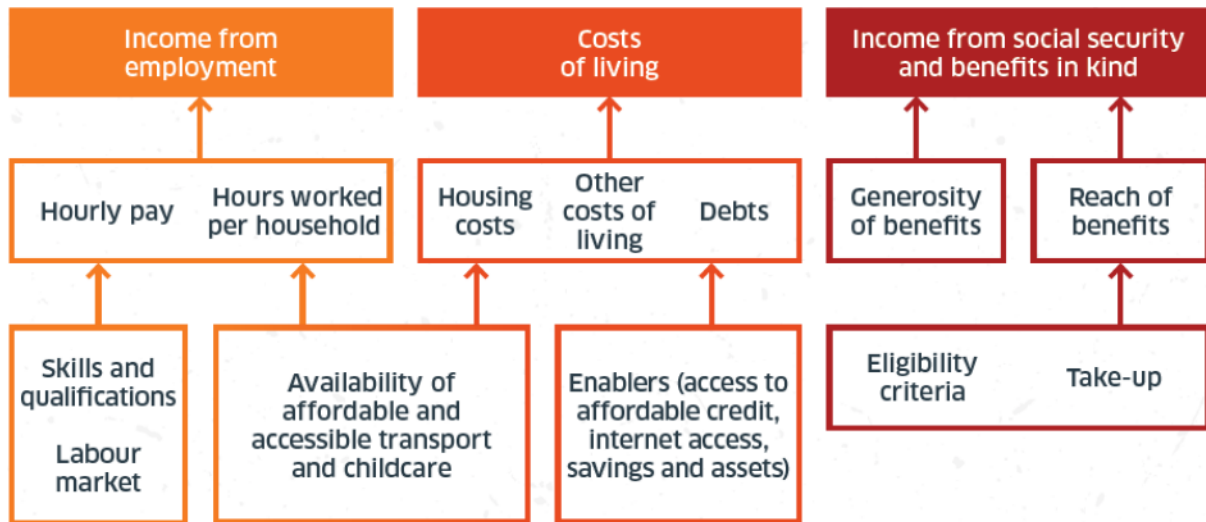 Income from
employment
Costs
of living
Income from social security
and benefits in kind
Hourly pay
Hours worked
per household
Housing
costs
Other
costs of
living
Debts
Generosity
of benefits
Reach of
benefits
Skills and
qualifications
Labour
market
Availability of
affordable and
accessible transport
and childcare
Enablers (access to
affordable credit,
internet access,
savings and assets)
Eligibility
criteria
Take-up